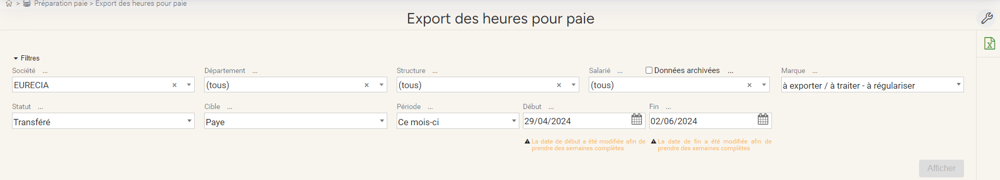 > Préparation paie > Export des heures pour paie
Export des heures pour paie
Filtres
Société ... Département ... Structure ... Salarié ... Données archivées ... Marque ...
EURECIA × (tous) × (tous) × (tous) × à exporter / à traiter - à régulariser
Statut ... Cible ... Période ... Début ... Fin ...
Transféré Paye Ce mois-ci 29/04/2024 02/06/2024
La date de début a été modifiée afin de La date de fin a été modifiée afin de
prendre des semaines complètes prendre des semaines complètes
Afficher